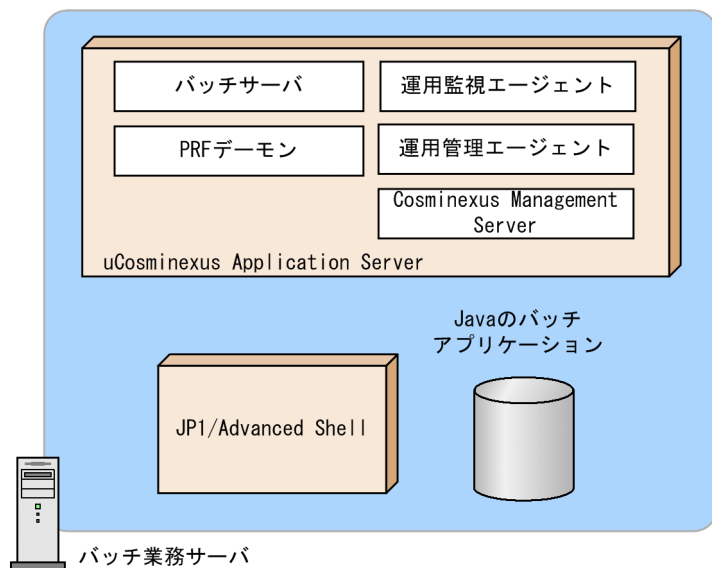 バッチサーバ
運用監視エージェント
PRFデーモン
運用管理エージェント
Cosminexus Management
Server
uCosminexus Application Server
Javaのバッチ
アプリケーション
JP1/Advanced Shell
バッチ業務サーバ